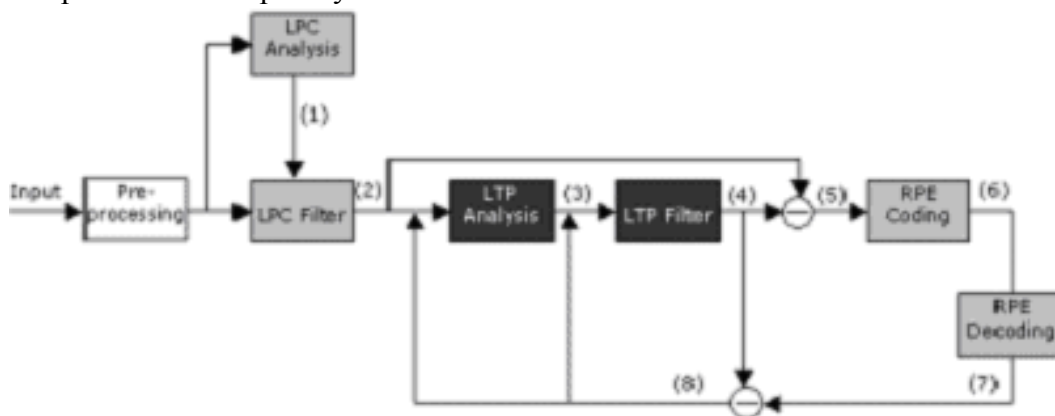 LPC
Analysis
(1)
Input
Pre-
processing
LPC Filter
(2)
LTP
Analysis
(3)
LTP Filter
(4)
(5)
RPE
Coding
(6)
RPE
Decoding
(7)
(8)